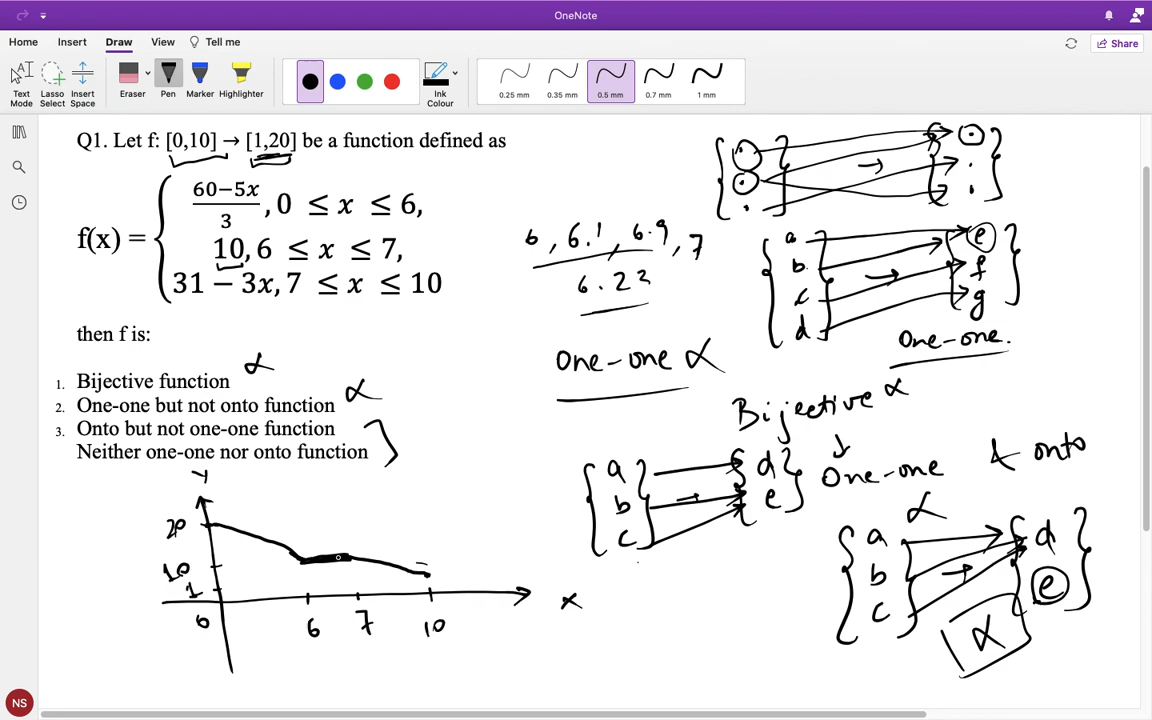 OneNote
Home Insert Draw View Tell me
Share
Text Mode
Lasso Select
Insert Space
Eraser
Pen
Marker
Highlighter
Ink Colour
0.25 mm
0.35 mm
0.5 mm
0.7 mm
1 mm
Q1. Let f: [0,10] → [1,20] be a function defined as
60−5x
3
, 0 ≤ x ≤ 6,
f(x) =
10, 6 ≤ x ≤ 7,
31 − 3x, 7 ≤ x ≤ 10
then f is:
1. Bijective function
2. One-one but not onto function
3. Onto but not one-one function
Neither one-one nor onto function
6, 6.1, 6.9, 7
6.22
a
b
c
d
e
f
g
One-one.
One-one
Bijective
One-one & onto
a
b
c
d
e
a
b
c
d
e
Y
20
10
1
0
6
7
10
x
NS